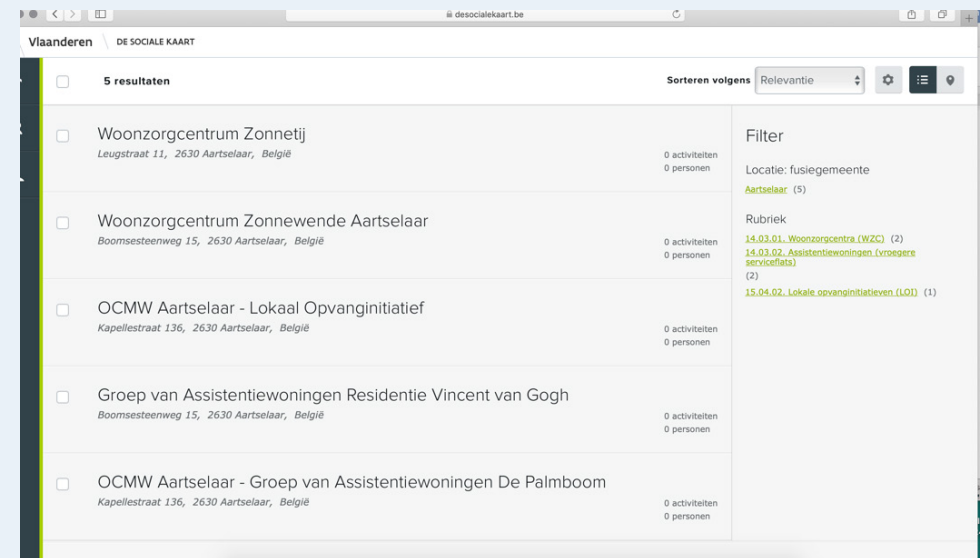 desocialekaart.be
Vlaanderen DE SOCIALE KAART
5 resultaten
Sorteren volgens Relevantie
Woonzorgcentrum Zonnetij
Leugstraat 11, 2630 Aartselaar, België
0 activiteiten
0 personen
Woonzorgcentrum Zonnewende Aartselaar
Boomsesteenweg 15, 2630 Aartselaar, België
0 activiteiten
0 personen
OCMW Aartselaar - Lokaal Opvanginitiatief
Kapellestraat 136, 2630 Aartselaar, België
0 activiteiten
0 personen
Groep van Assistentiewoningen Residentie Vincent van Gogh
Boomsesteenweg 15, 2630 Aartselaar, België
0 activiteiten
0 personen
OCMW Aartselaar - Groep van Assistentiewoningen De Palmboom
Kapellestraat 136, 2630 Aartselaar, België
0 activiteiten
0 personen
Filter
Locatie: fusiegemeente
Aartselaar (5)
Rubriek
14.03.01. Woonzorgcentra (WZC) (2)
14.03.02. Assistentiewoningen (vroegere
serviceflats)
(2)
15.04.02. Lokale opvanginitiatieven (LOI) (1)